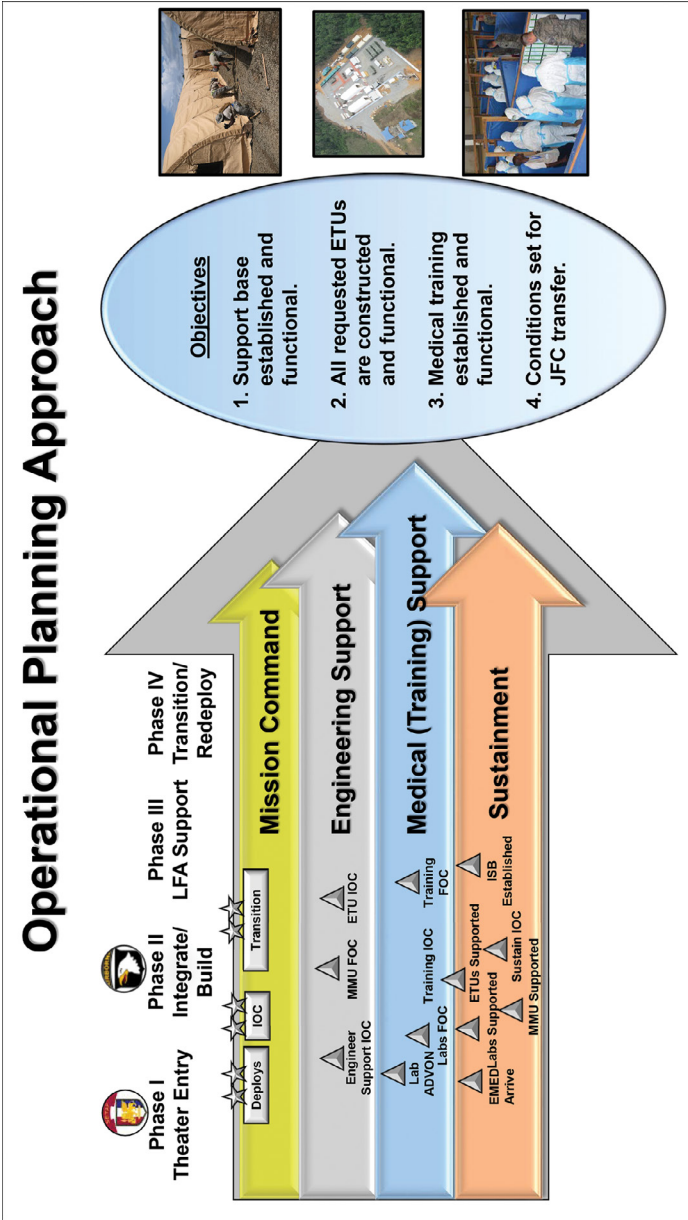 Operational Planning Approach
Phase I
Theater Entry
Phase II
Integrate/
Build
Phase III
LFA Support
Phase IV
Transition/
Redeploy
Deploys
IOC
Transition
Mission Command
Engineer
Support IOC
MMU FOC
ETU IOC
Engineering Support
Lab
ADVON
Labs FOC
Training IOC
Training
FOC
Medical (Training) Support
EMED
Arrive
Labs Supported
MMU Supported
ETUs Supported
Sustain IOC
ISB
Established
Sustainment
Objectives
1. Support base
established and
functional.
2. All requested ETUs
are constructed
and functional.
3. Medical training
established and
functional.
4. Conditions set for
JFC transfer.